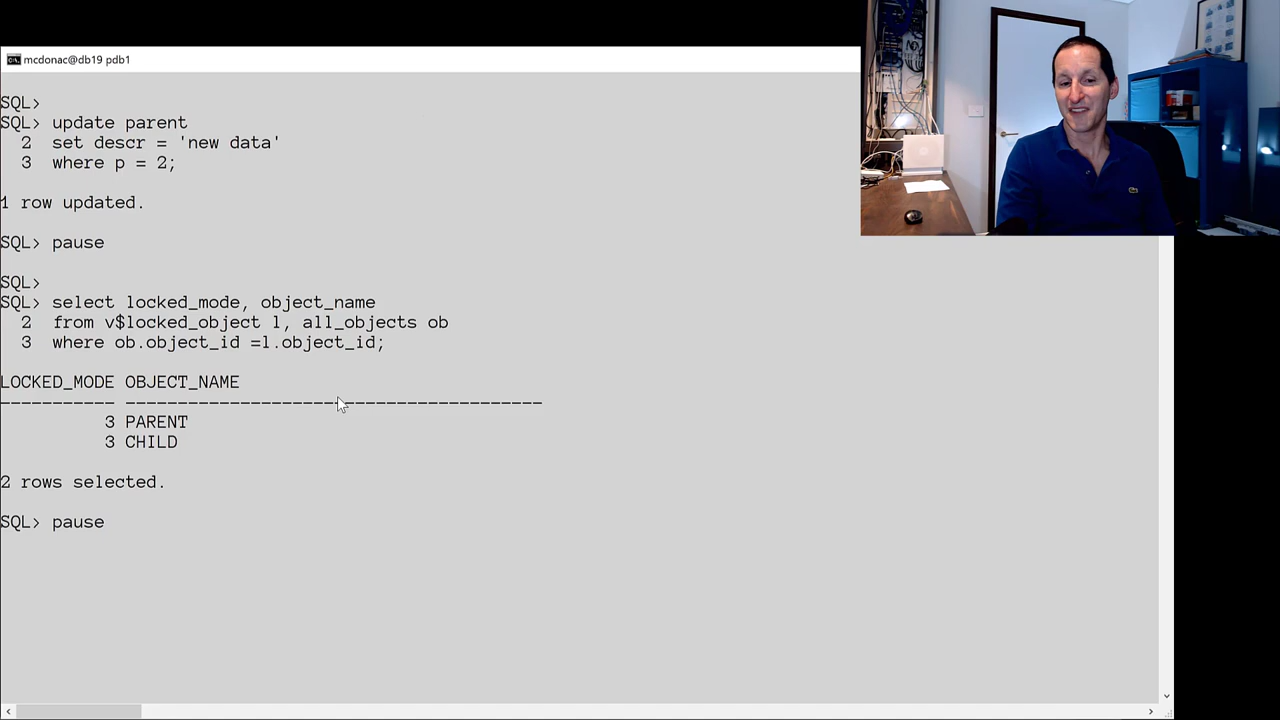 mcdonac@db19 pdb1
SQL>
SQL> update parent
2 set descr = 'new data'
3 where p = 2;
1 row updated.
SQL> pause
SQL>
SQL> select locked_mode, object_name
2 from v$locked_object l, all_objects ob
3 where ob.object_id =l.object_id;
LOCKED_MODE OBJECT_NAME
----------- ----------------------------------------
3 PARENT
3 CHILD
2 rows selected.
SQL> pause